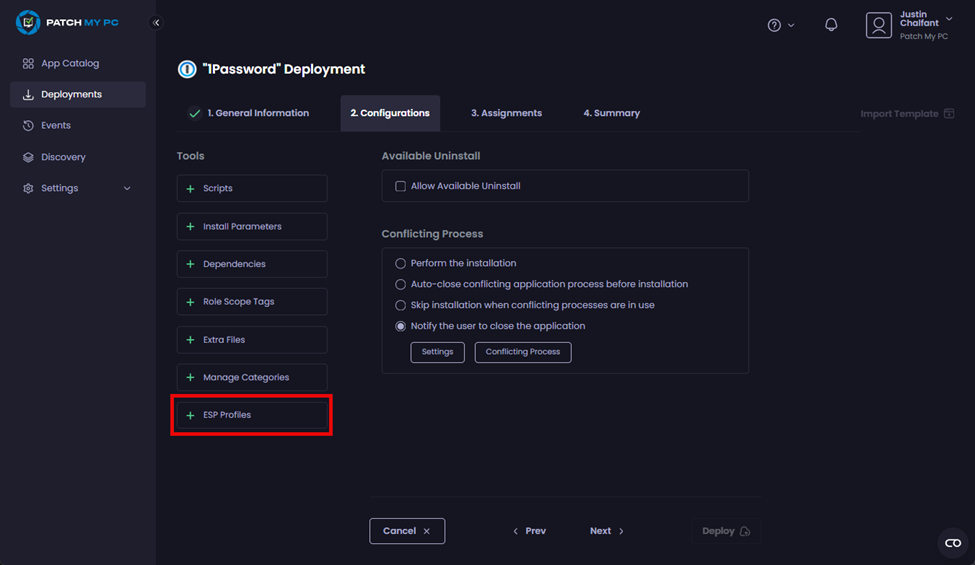 PATCH MY PC
Justin
Chalfant
Patch My PC
App Catalog
Deployments
Events
Discovery
Settings
"1Password" Deployment
1. General Information
2. Configurations
3. Assignments
4. Summary
Import Template
Tools
Scripts
Install Parameters
Dependencies
Role Scope Tags
Extra Files
Manage Categories
ESP Profiles
Available Uninstall
Allow Available Uninstall
Conflicting Process
Perform the installation
Auto-close conflicting application process before installation
Skip installation when conflicting processes are in use
Notify the user to close the application
Settings
Conflicting Process
Cancel
Prev
Next
Deploy